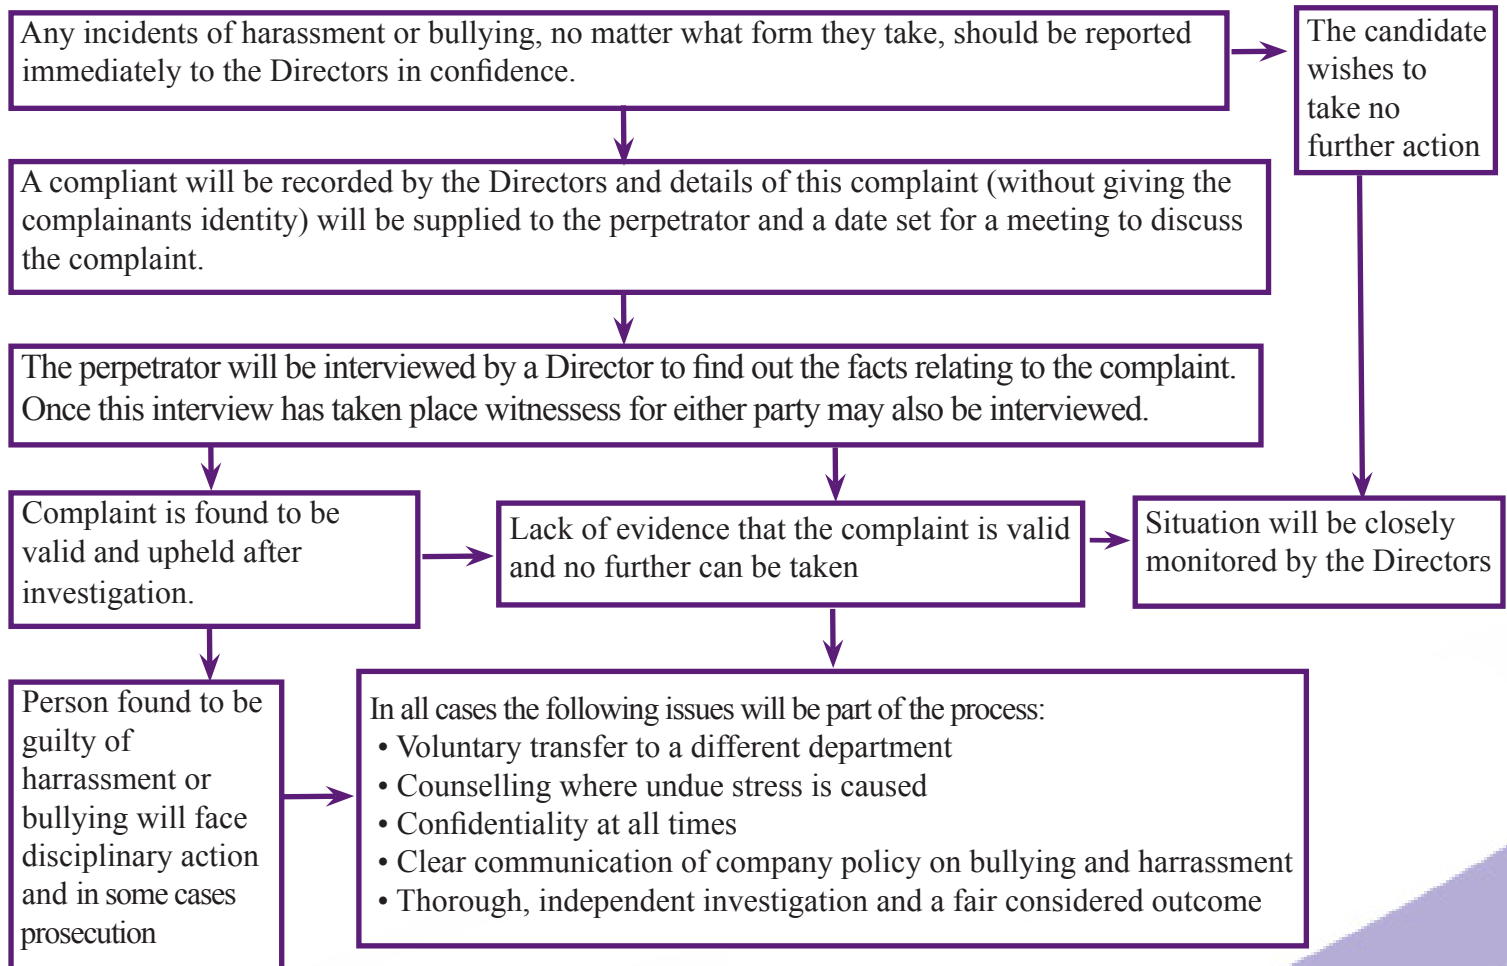 Any incidents of harassment or bullying, no matter what form they take, should be reported
immediately to the Directors in confidence.
The candidate
wishes to
take no
further action
A compliant will be recorded by the Directors and details of this complaint (without giving the
complainants identity) will be supplied to the perpetrator and a date set for a meeting to discuss
the complaint.
The perpetrator will be interviewed by a Director to find out the facts relating to the complaint.
Once this interview has taken place witnessess for either party may also be interviewed.
Complaint is found to be
valid and upheld after
investigation.
Lack of evidence that the complaint is valid
and no further can be taken
Situation will be closely
monitored by the Directors
Person found to be
guilty of
harrassment or
bullying will face
disciplinary action
and in some cases
prosecution
In all cases the following issues will be part of the process:
• Voluntary transfer to a different department
• Counselling where undue stress is caused
• Confidentiality at all times
• Clear communication of company policy on bullying and harrassment
• Thorough, independent investigation and a fair considered outcome